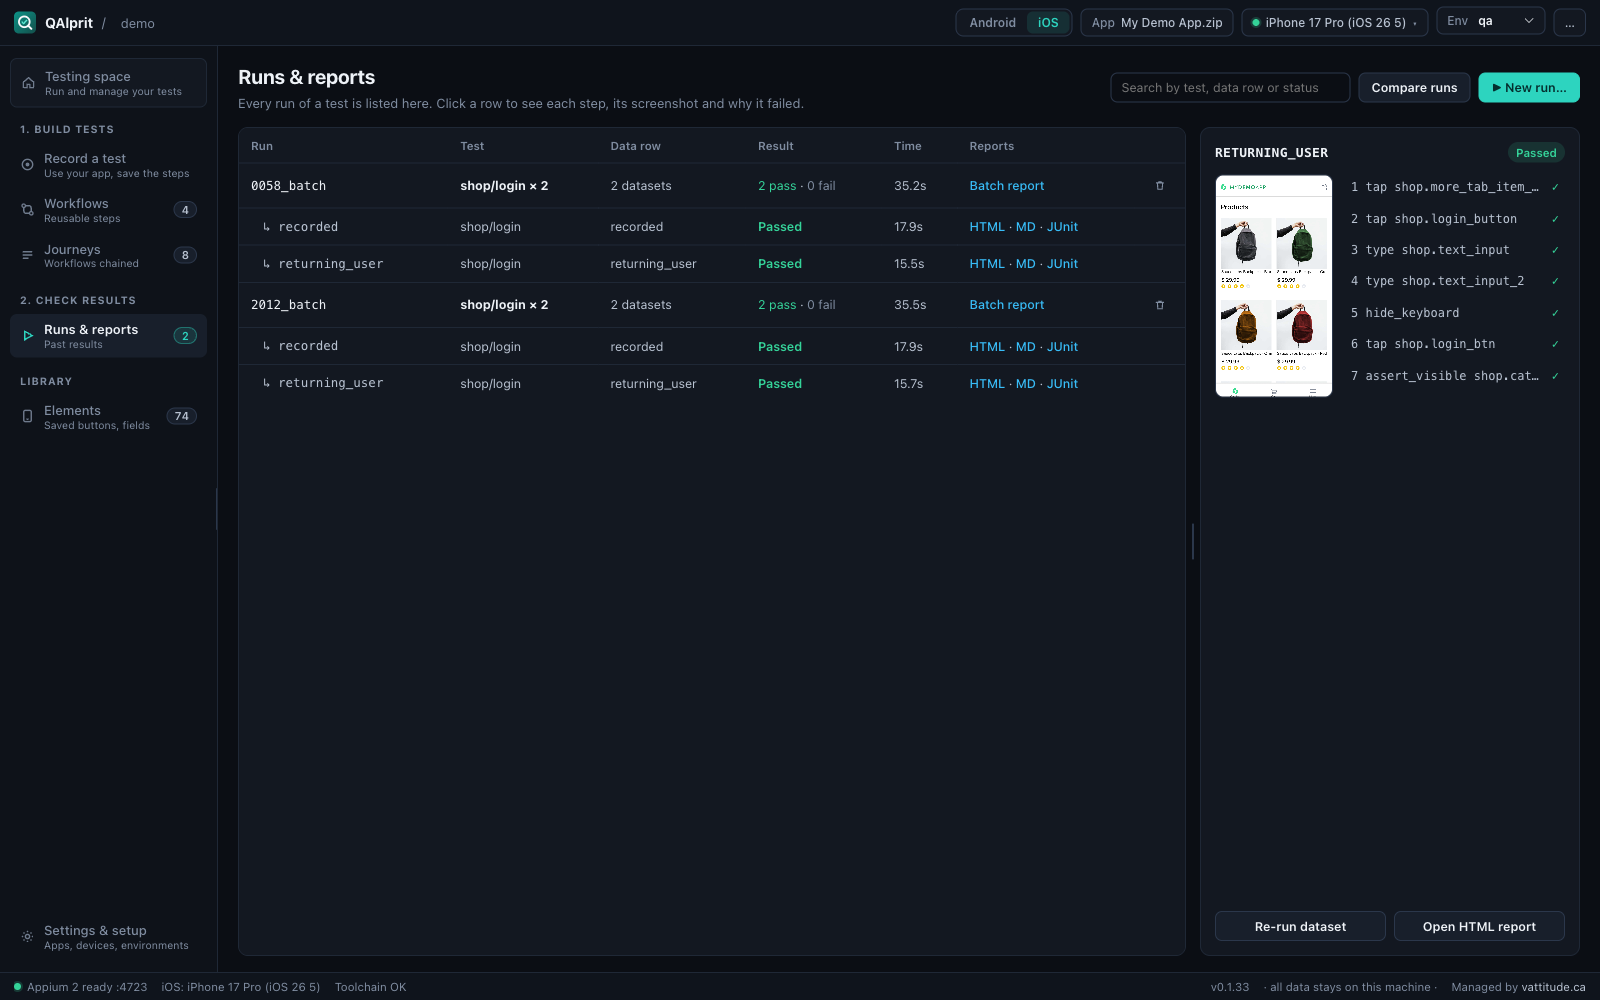 QAlprit / demo
Android iOS App My Demo App.zip iPhone 17 Pro (iOS 26 5) Env qa ...
Testing space
Run and manage your tests
1. BUILD TESTS
Record a test
Use your app, save the steps
Workflows 4
Reusable steps
Journeys 8
Workflows chained
2. CHECK RESULTS
Runs & reports 2
Past results
LIBRARY
Elements 74
Saved buttons, fields
Settings & setup
Apps, devices, environments
Runs & reports
Every run of a test is listed here. Click a row to see each step, its screenshot and why it failed.
Search by test, data row or status Compare runs ▶ New run...
Run Test Data row Result Time Reports
0058_batch shop/login × 2 2 datasets 2 pass · 0 fail 35.2s Batch report
↳ recorded shop/login recorded Passed 17.9s HTML · MD · JUnit
↳ returning_user shop/login returning_user Passed 15.5s HTML · MD · JUnit
2012_batch shop/login × 2 2 datasets 2 pass · 0 fail 35.5s Batch report
↳ recorded shop/login recorded Passed 17.9s HTML · MD · JUnit
↳ returning_user shop/login returning_user Passed 15.7s HTML · MD · JUnit
RETURNING_USER Passed
MYDEMOAPP
Products
1 tap shop.more_tab_item_… ✓
2 tap shop.login_button ✓
3 type shop.text_input ✓
4 type shop.text_input_2 ✓
5 hide_keyboard ✓
6 tap shop.login_btn ✓
7 assert_visible shop.cat… ✓
Re-run dataset Open HTML report
Appium 2 ready :4723 iOS: iPhone 17 Pro (iOS 26 5) Toolchain OK
v0.1.33 · all data stays on this machine · Managed by vattitude.ca